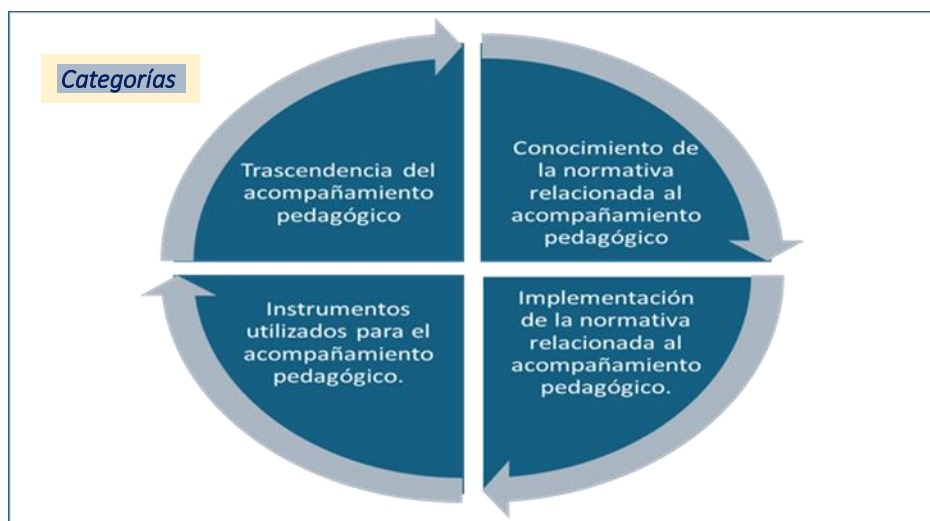 Categorías
Trascendencia del
acompañamiento
pedagógico
Conocimiento de
la normativa
relacionada al
acompañamiento
pedagógico
Instrumentos
utilizados para el
acompañamiento
pedagógico.
Implementación
de la normativa
relacionada al
acompañamiento
pedagógico.